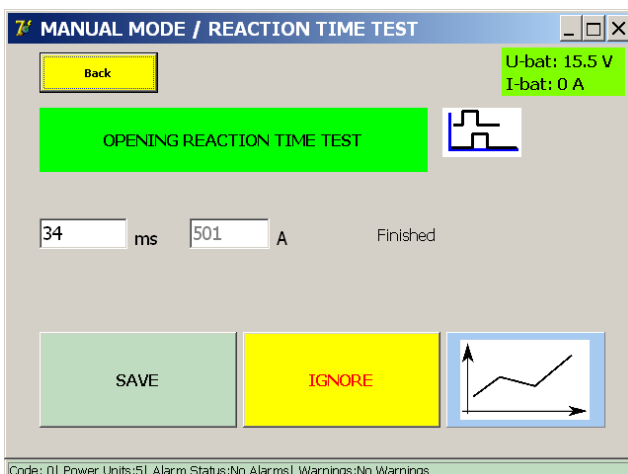 MANUAL MODE / REACTION TIME TEST
Back
U-bat: 15.5 V
I-bat: 0 A
OPENING REACTION TIME TEST
34 ms 501 A Finished
SAVE IGNORE
Code: 0| Power Units:5| Alarm Status:No Alarms| Warnings:No Warnings